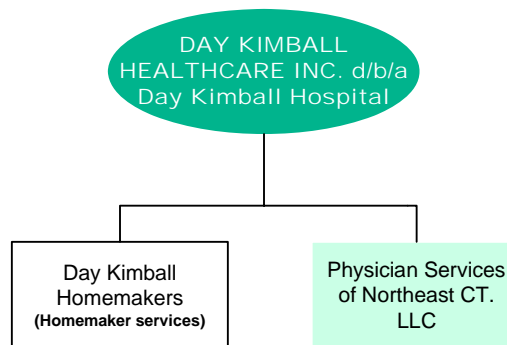 DAY KIMBALL
HEALTHCARE INC. d/b/a
Day Kimball Hospital
Day Kimball
Homemakers
(Homemaker services)
Physician Services
of Northeast CT.
LLC